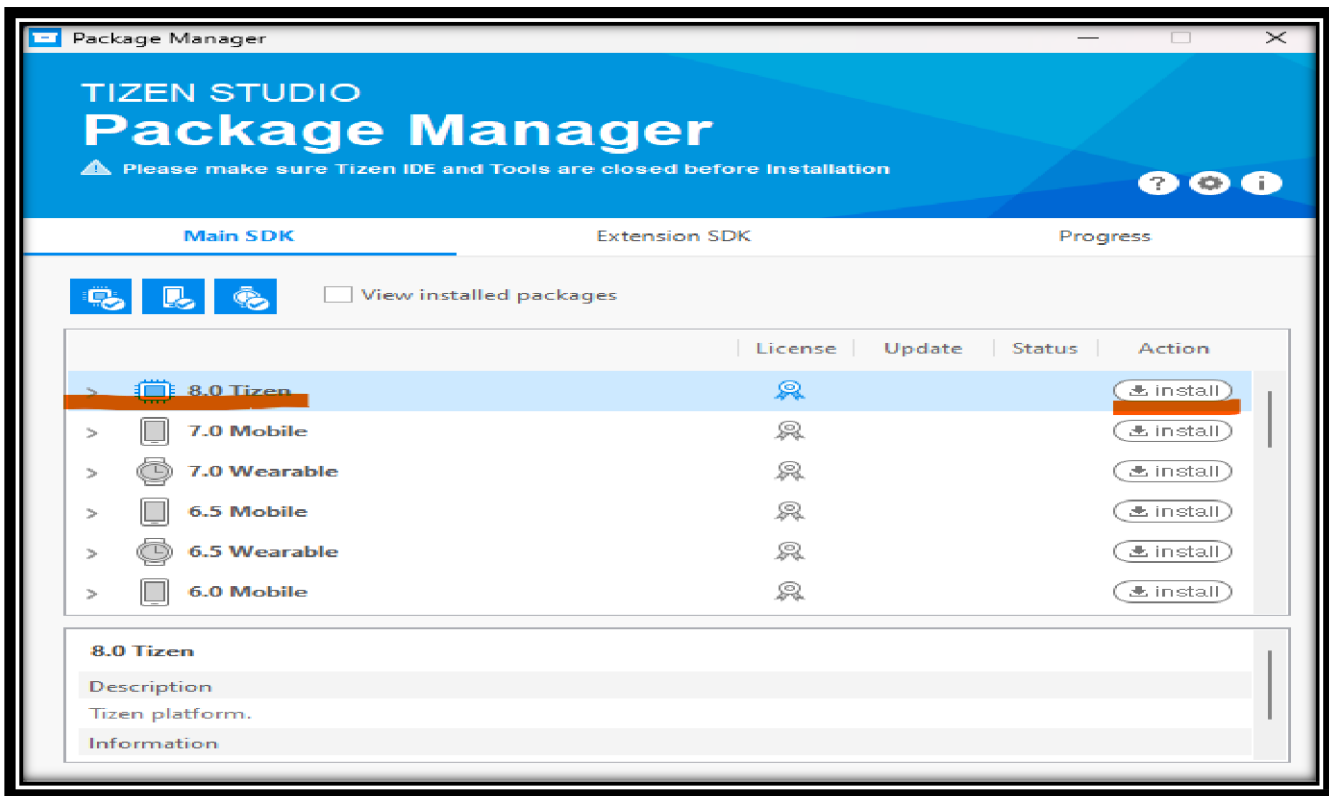 Package Manager
TIZEN STUDIO
Package Manager
Please make sure Tizen IDE and Tools are closed before Installation
? i
Main SDK Extension SDK Progress
View installed packages
License Update Status Action
8.0 Tizen install
7.0 Mobile install
7.0 Wearable install
6.5 Mobile install
6.5 Wearable install
6.0 Mobile install
8.0 Tizen
Description
Tizen platform.
Information